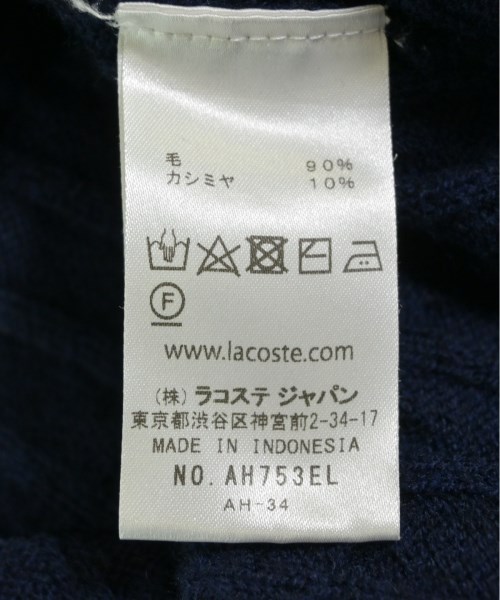 毛 90%
カシミヤ 10%
F
www.lacoste.com
(株) ラコステ ジャパン
東京都渋谷区神宮前2-34-17
MADE IN INDONESIA
NO. AH753EL
AH-34